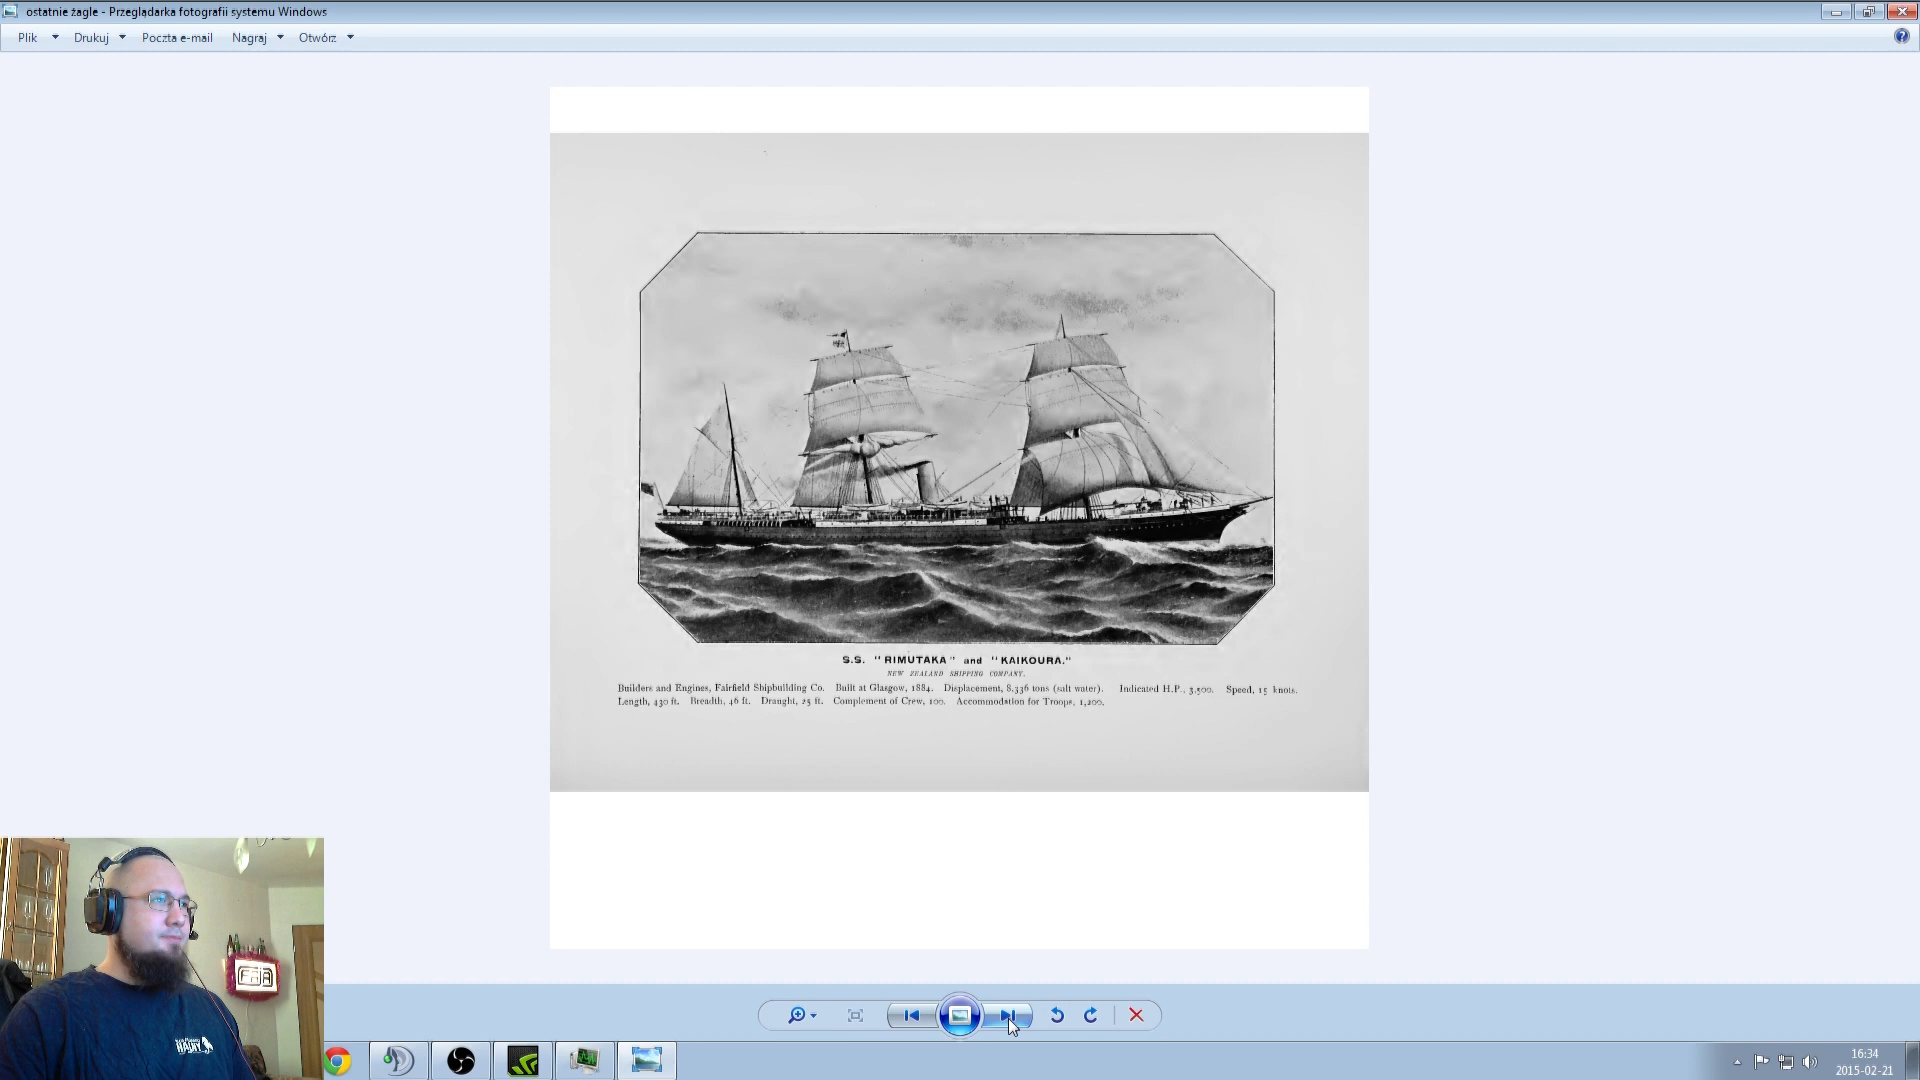 ostatnie żagle - Przeglądarka fotografii systemu Windows
Plik Drukuj Poczta e-mail Nagraj Otwórz
S.S. "RIMUTAKA" and "KAIKOURA."
NEW ZEALAND SHIPPING COMPANY.
Builders and Engines, Fairfield Shipbuilding Co. Built at Glasgow, 1884. Displacement, 8,336 tons (salt water). Indicated H.P., 3,500. Speed, 15 knots.
Length, 430 ft. Breadth, 46 ft. Draught, 25 ft. Complement of Crew, 100. Accommodation for Troops, 1,200.
16:34
2015-02-21